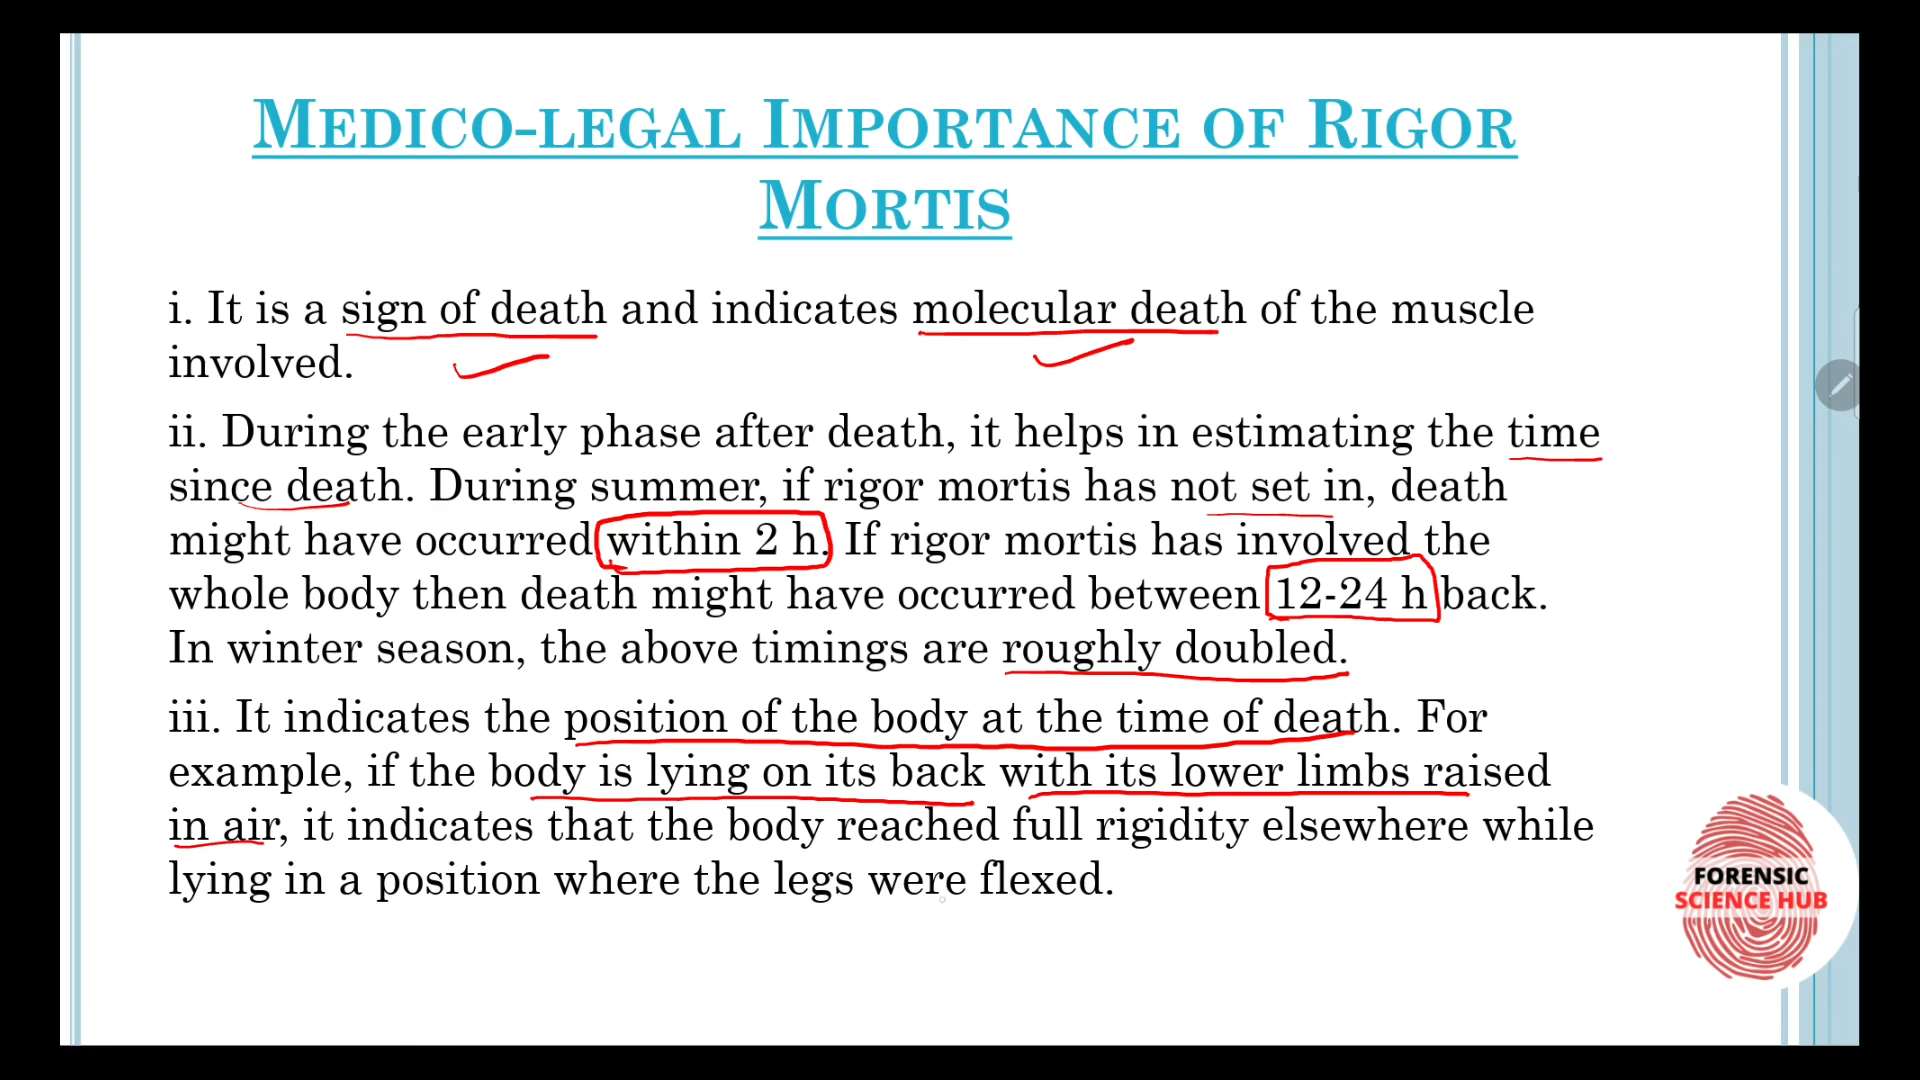 MEDICO-LEGAL IMPORTANCE OF RIGOR
MORTIS
i. It is a sign of death and indicates molecular death of the muscle
involved.
ii. During the early phase after death, it helps in estimating the time
since death. During summer, if rigor mortis has not set in, death
might have occurred within 2 h. If rigor mortis has involved the
whole body then death might have occurred between 12-24 h back.
In winter season, the above timings are roughly doubled.
iii. It indicates the position of the body at the time of death. For
example, if the body is lying on its back with its lower limbs raised
in air, it indicates that the body reached full rigidity elsewhere while
lying in a position where the legs were flexed.
FORENSIC
SCIENCE HUB